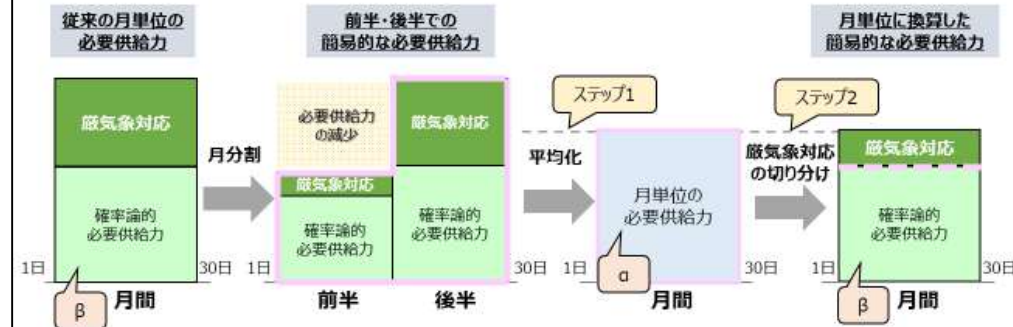 従来の月単位の
必要供給力
前半・後半での
簡易的な必要供給力
月単位に換算した
簡易的な必要供給力
厳気象対応
確率論的
必要供給力
1日
30日
β
月間
月分割
必要供給力
の減少
厳気象対応
確率論的
必要供給力
厳気象対応
確率論的
必要供給力
1日
30日
前半
後半
ステップ1
平均化
月単位の
必要供給力
1日
30日
α
月間
ステップ2
厳気象対応
の切り分け
厳気象対応
確率論的
必要供給力
1日
30日
β
月間